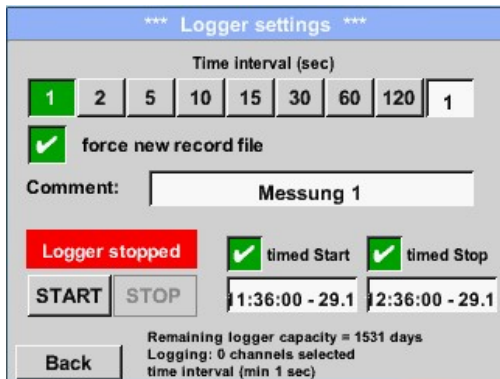 *** Logger settings ***
Time interval (sec)
1 2 5 10 15 30 60 120 1
force new record file
Comment: Messung 1
Logger stopped timed Start timed Stop
START STOP 11:36:00 - 29.1 12:36:00 - 29.1
Remaining logger capacity = 1531 days
Logging: 0 channels selected
time interval (min 1 sec)
Back